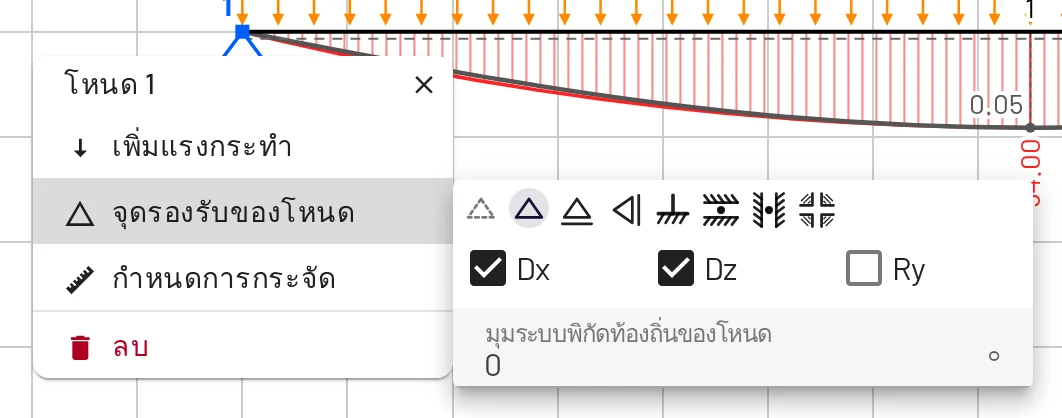 1
1
โหนด 1
0.05
เพิ่มแรงกระทำ
จุดรองรับของโหนด
Dx
Dz
Ry
กำหนดการกระจัด
มุมระบบพิกัดท้องถิ่นของโหนด
0
°
ลบ